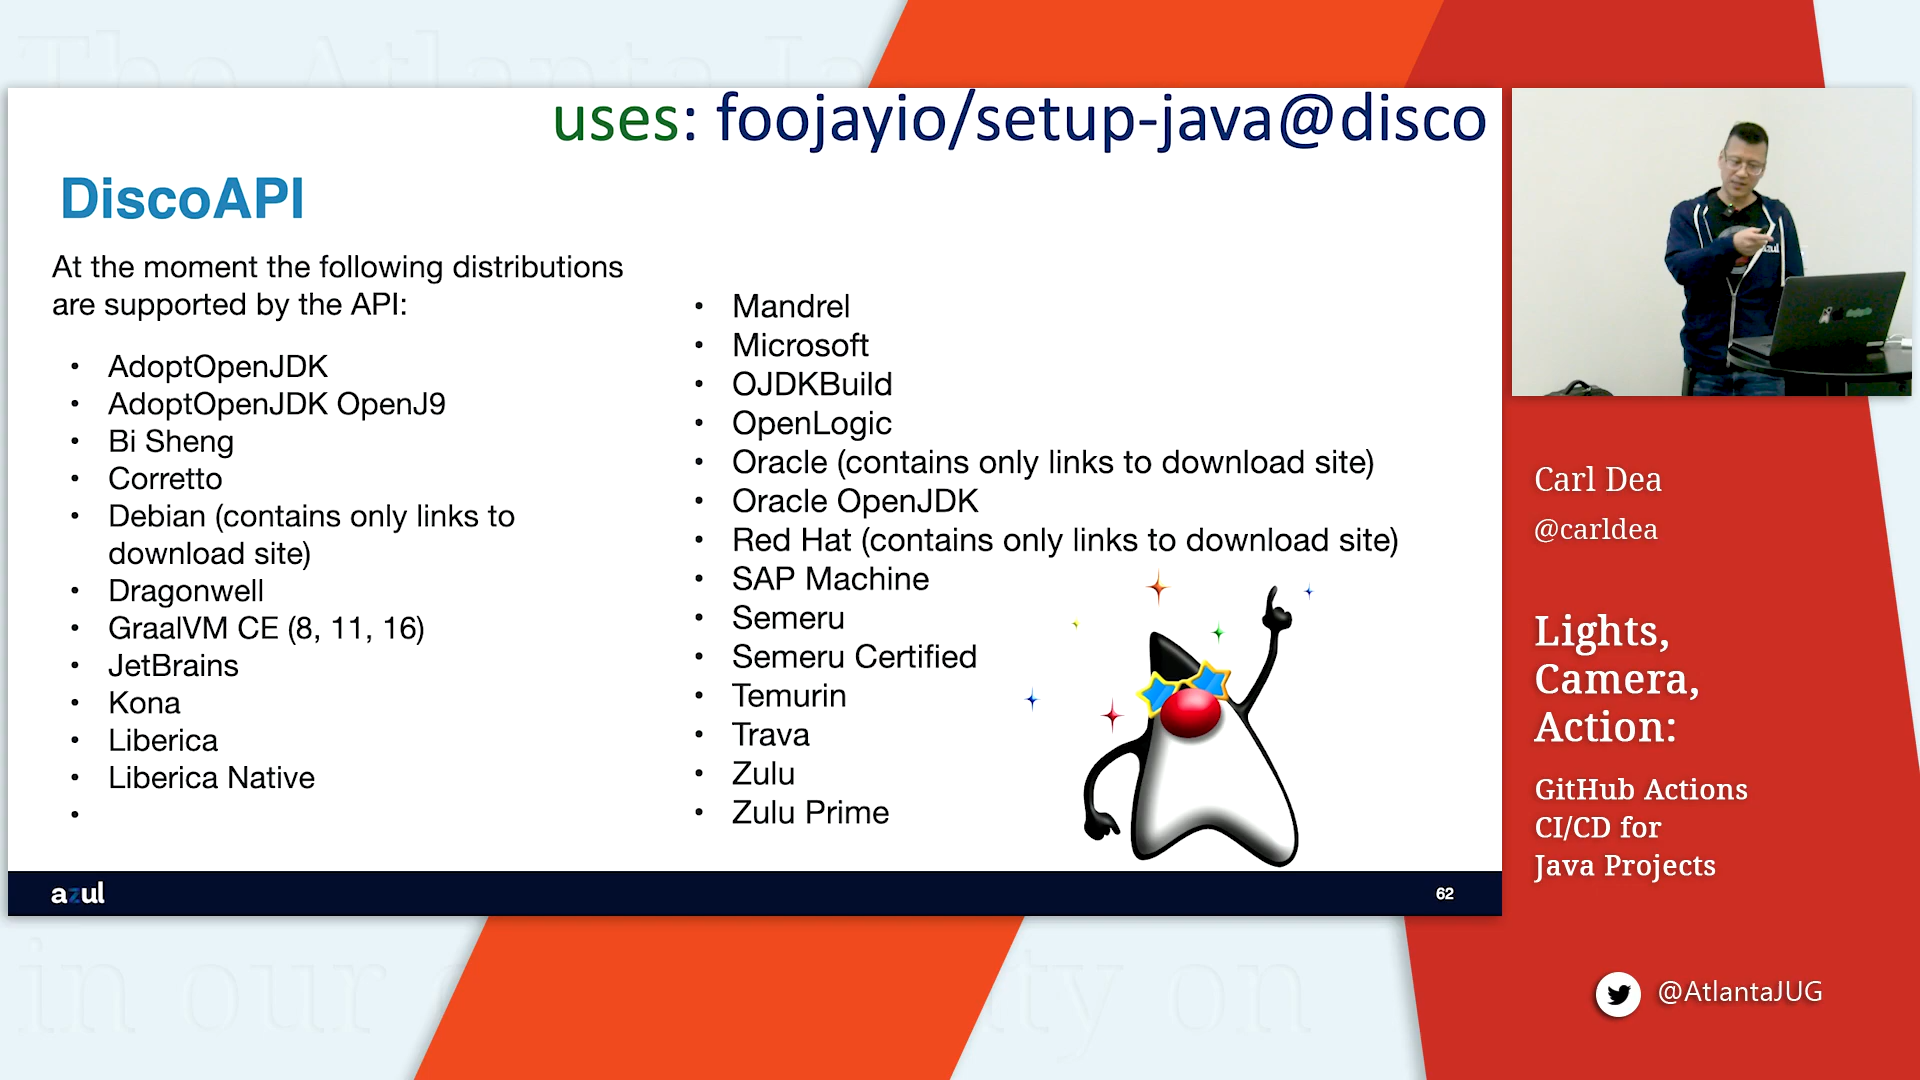 The Atlanta Ja
uses: foojayio/setup-java@disco
DiscoAPI
At the moment the following distributions
are supported by the API:
• AdoptOpenJDK
• AdoptOpenJDK OpenJ9
• Bi Sheng
• Corretto
• Debian (contains only links to
download site)
• Dragonwell
• GraalVM CE (8, 11, 16)
• JetBrains
• Kona
• Liberica
• Liberica Native
•
• Mandrel
• Microsoft
• OJDKBuild
• OpenLogic
• Oracle (contains only links to download site)
• Oracle OpenJDK
• Red Hat (contains only links to download site)
• SAP Machine
• Semeru
• Semeru Certified
• Temurin
• Trava
• Zulu
• Zulu Prime
azul
62
azul
Carl Dea
@carldea
Lights,
Camera,
Action:
GitHub Actions
CI/CD for
Java Projects
@AtlantaJUG
in our ity on